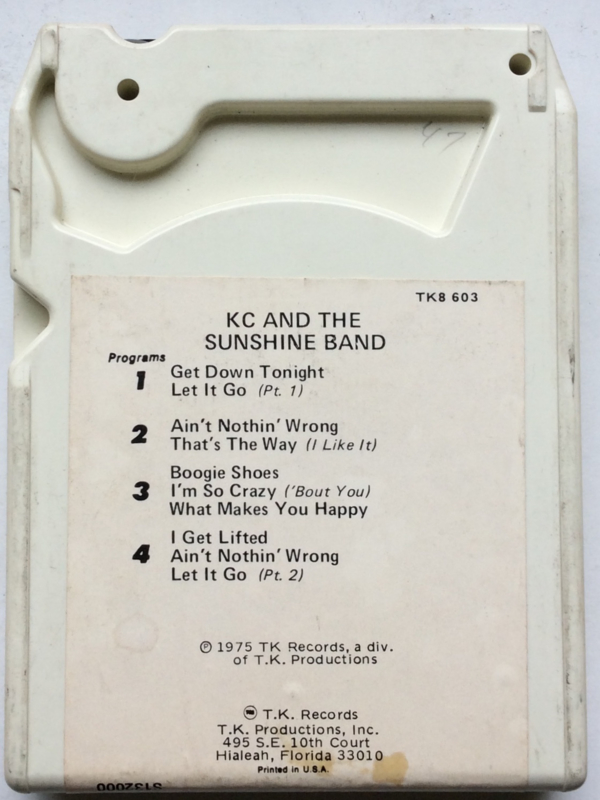 47
TK8 603
KC AND THE
SUNSHINE BAND
Programs
1 Get Down Tonight
Let It Go (Pt. 1)
2 Ain't Nothin' Wrong
That's The Way (I Like It)
3 Boogie Shoes
I'm So Crazy ('Bout You)
What Makes You Happy
4 I Get Lifted
Ain't Nothin' Wrong
Let It Go (Pt. 2)
℗ 1975 TK Records, a div.
of T.K. Productions
T.K. Records
T.K. Productions, Inc.
495 S.E. 10th Court
Hialeah, Florida 33010
Printed in U.S.A.